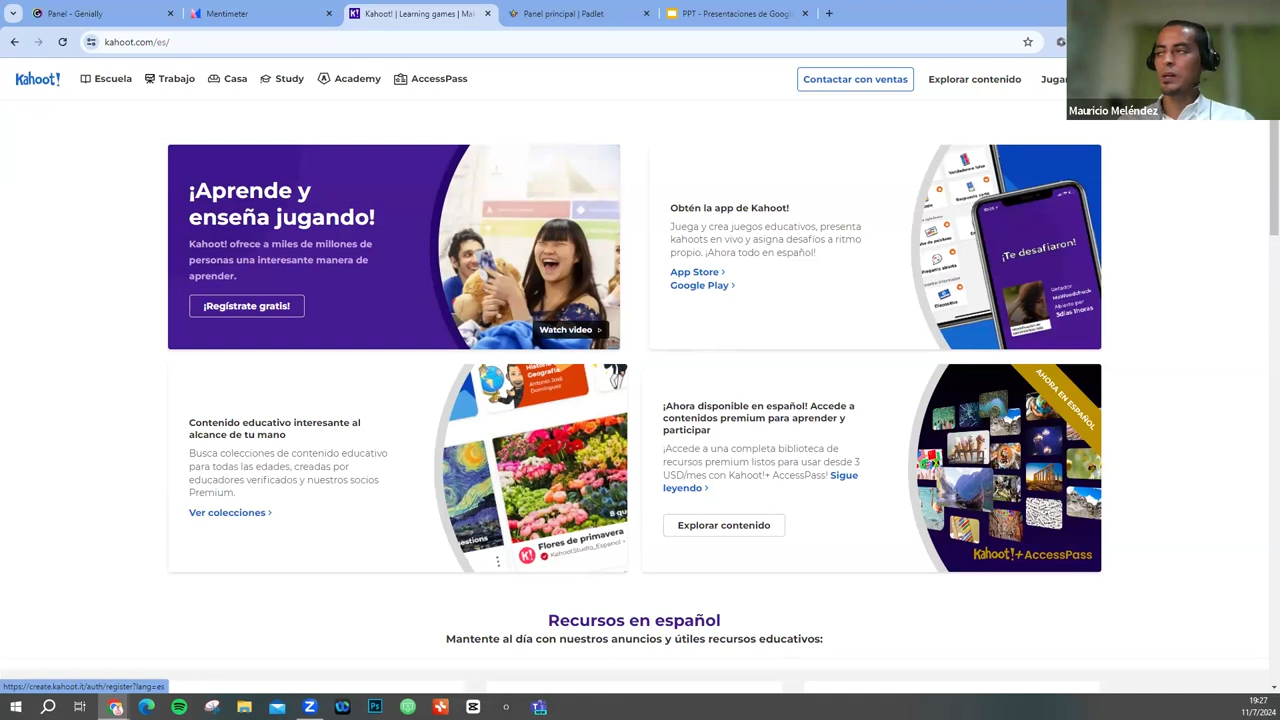 Panel - Genially
Mentimeter
Kahoot! | Learning games | Ma
Panel principal | Padlet
PPT - Presentaciones de Google
kahoot.com/es/
Kahoot!
Escuela
Trabajo
Casa
Study
Academy
AccessPass
Contactar con ventas
Explorar contenido
Jugar
Mauricio Meléndez
¡Aprende y
enseña jugando!
Kahoot! ofrece a miles de millones de
personas una interesante manera de
aprender.
¡Regístrate gratis!
Watch video
Obtén la app de Kahoot!
Juega y crea juegos educativos, presenta
kahoots en vivo y asigna desafíos a ritmo
propio. ¡Ahora todo en español!
App Store
Google Play
¡Te desafiaron!
Contenido educativo interesante al
alcance de tu mano
Busca colecciones de contenido educativo
para todas las edades, creadas por
educadores verificados y nuestros socios
Premium.
Ver colecciones
Geografía
Flores de primavera
KahootStudio_Espanol
¡Ahora disponible en español! Accede a
contenidos premium para aprender y
participar
¡Accede a una completa biblioteca de
recursos premium listos para usar desde 3
USD/mes con Kahoot!+ AccessPass! Sigue
leyendo
Explorar contenido
AHORA EN ESPAÑOL
Kahoot!+AccessPass
Recursos en español
Mantente al día con nuestros anuncios y útiles recursos educativos:
https://create.kahoot.it/auth/register?lang=es
19:27
11/7/2024